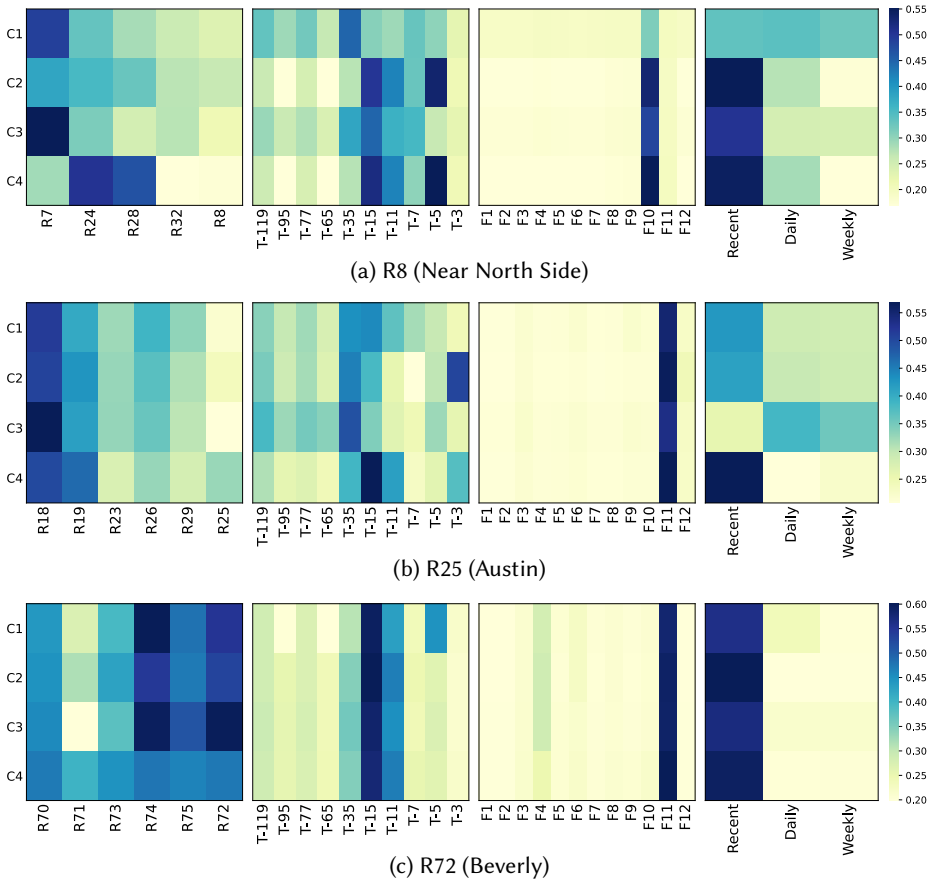 C1
C2
C3
C4
R7 R24 R28 R32 R8
T-119 T-95 T-77 T-65 T-35 T-15 T-11 T-7 T-5 T-3
F1 F2 F3 F4 F5 F6 F7 F8 F9 F10 F11 F12
Recent Daily Weekly
0.55
0.50
0.45
0.40
0.35
0.30
0.25
0.20
(a) R8 (Near North Side)
C1
C2
C3
C4
R18 R19 R23 R26 R29 R25
T-119 T-95 T-77 T-65 T-35 T-15 T-11 T-7 T-5 T-3
F1 F2 F3 F4 F5 F6 F7 F8 F9 F10 F11 F12
Recent Daily Weekly
0.55
0.50
0.45
0.40
0.35
0.30
0.25
(b) R25 (Austin)
C1
C2
C3
C4
R70 R71 R73 R74 R75 R72
T-119 T-95 T-77 T-65 T-35 T-15 T-11 T-7 T-5 T-3
F1 F2 F3 F4 F5 F6 F7 F8 F9 F10 F11 F12
Recent Daily Weekly
0.60
0.55
0.50
0.45
0.40
0.35
0.30
0.25
0.20
(c) R72 (Beverly)